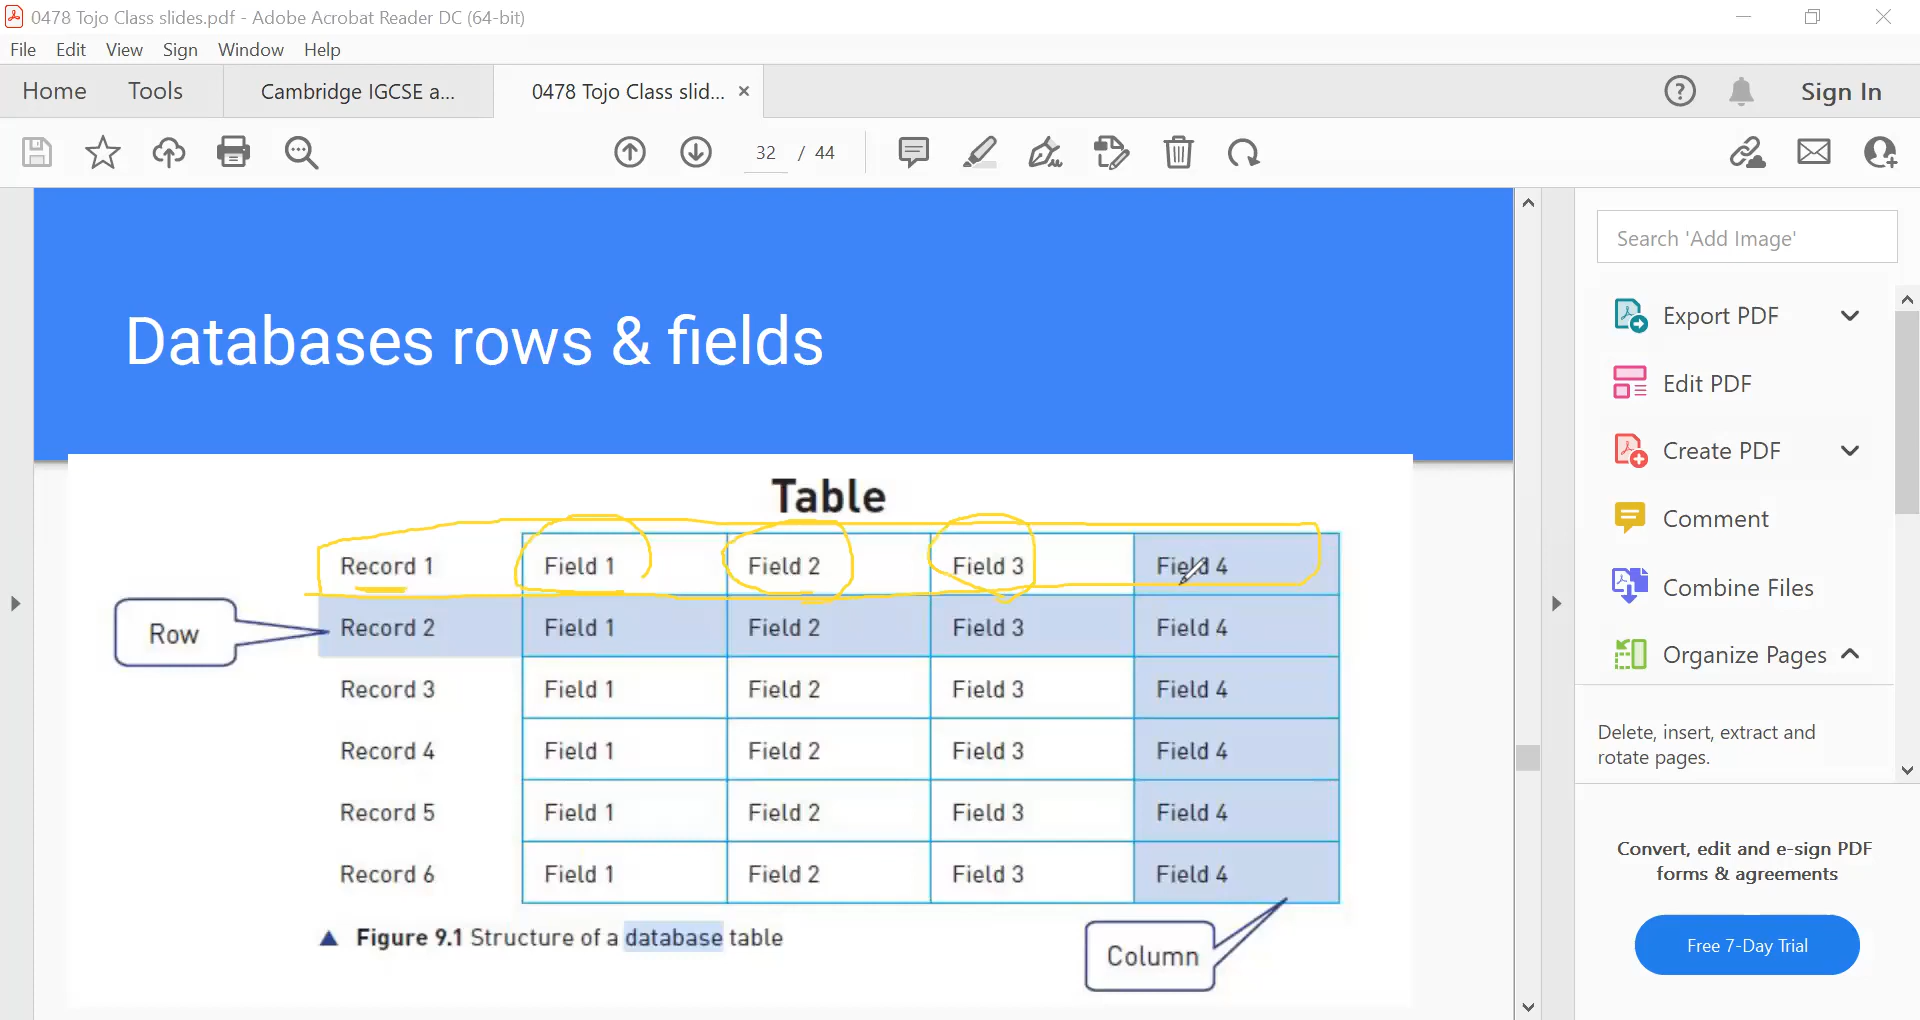 0478 Tojo Class slides.pdf - Adobe Acrobat Reader DC (64-bit)
File Edit View Sign Window Help
Home Tools Cambridge IGCSE a... 0478 Tojo Class slid... × Sign In
32 / 44
Search 'Add Image'
Export PDF
Edit PDF
Create PDF
Comment
Combine Files
Organize Pages
Delete, insert, extract and
rotate pages.
Convert, edit and e-sign PDF
forms & agreements
Free 7-Day Trial
Databases rows & fields
Table
Record 1 Field 1 Field 2 Field 3 Field 4
Row
Record 2 Field 1 Field 2 Field 3 Field 4
Record 3 Field 1 Field 2 Field 3 Field 4
Record 4 Field 1 Field 2 Field 3 Field 4
Record 5 Field 1 Field 2 Field 3 Field 4
Record 6 Field 1 Field 2 Field 3 Field 4
▲ Figure 9.1 Structure of a database table
Column